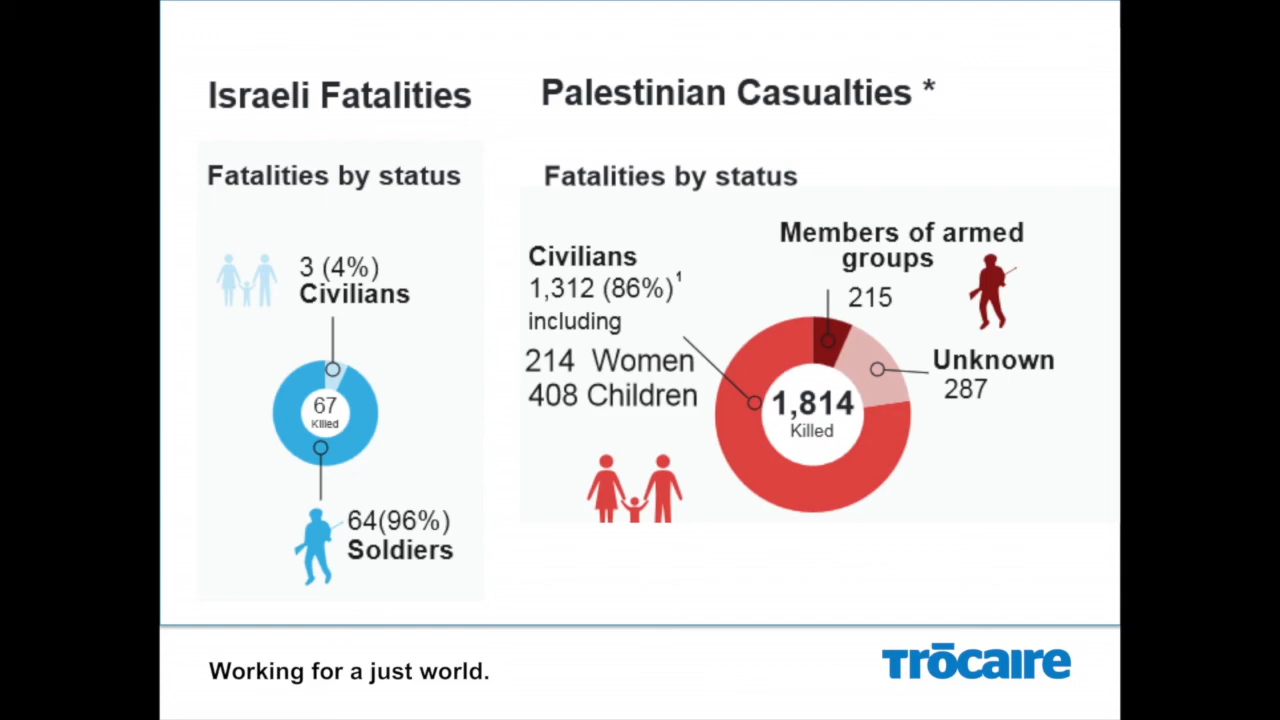 Israeli Fatalities
Fatalities by status
3 (4%)
Civilians
67
Killed
64(96%)
Soldiers
Palestinian Casualties *
Fatalities by status
Civilians
1,312 (86%)¹
including
214 Women
408 Children
Members of armed
groups
215
Unknown
287
1,814
Killed
Working for a just world.
Trōcaire